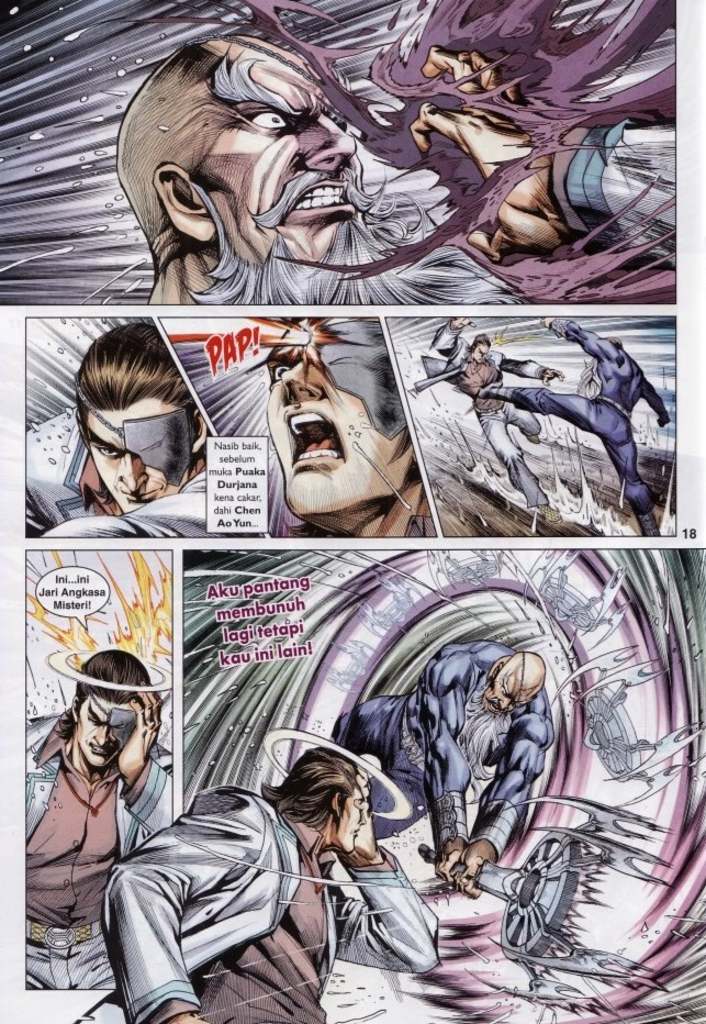 PAP!
Nasib baik,
sebelum
muka Puaka
Durjana
kena cakar,
dahi Chen
Ao Yun...
18
Ini...ini
Jari Angkasa
Misteri!
Aku pantang
membunuh
lagi tetapi
kau ini lain!